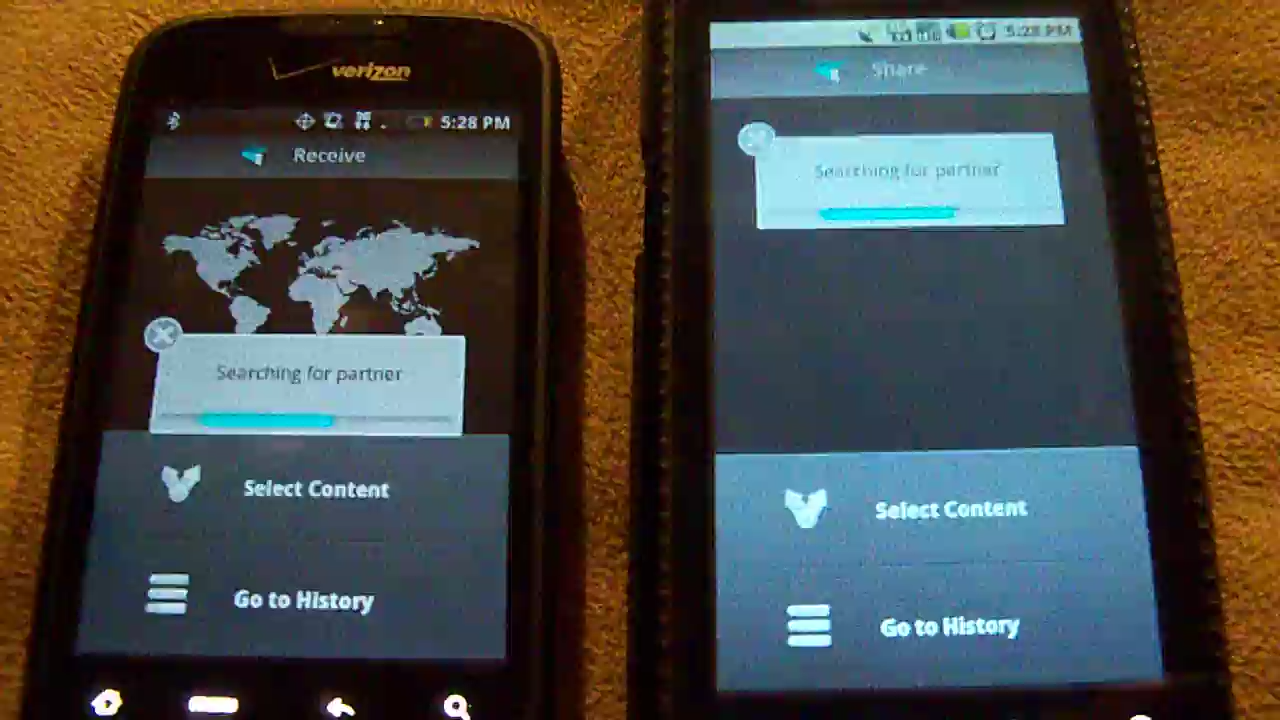 verizon
5:28 PM
Receive
Searching for partner
Select Content
Go to History
5:28 PM
Share
Searching for partner
Select Content
Go to History